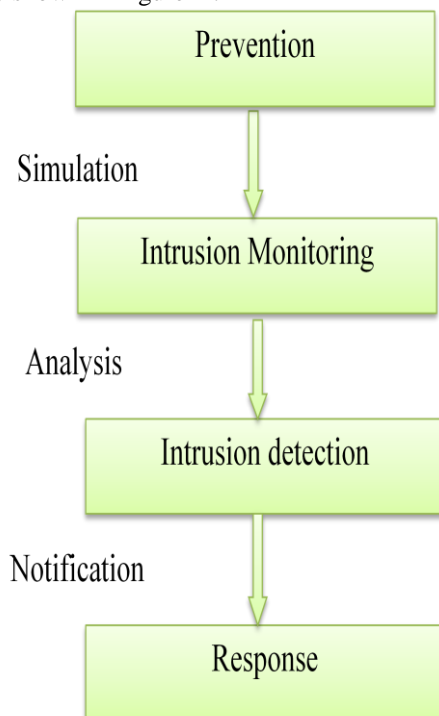 Prevention
Simulation
Intrusion Monitoring
Analysis
Intrusion detection
Notification
Response